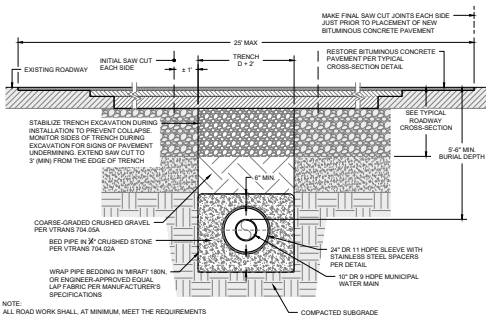 MAKE FINAL SAW CUT JOINTS EACH SIDE
JUST PRIOR TO PLACEMENT OF NEW
BITUMINOUS CONCRETE PAVEMENT
25' MAX
EXISTING ROADWAY
INITIAL SAW CUT
EACH SIDE
TRENCH
D + 2'
± 1'
RESTORE BITUMINOUS CONCRETE
PAVEMENT PER TYPICAL
CROSS-SECTION DETAIL
STABILIZE TRENCH EXCAVATION DURING
INSTALLATION TO PREVENT COLLAPSE.
MONITOR SIDES OF TRENCH DURING
EXCAVATION FOR SIGNS OF PAVEMENT
UNDERMINING. EXTEND SAW CUT TO
3' (MIN) FROM THE EDGE OF TRENCH
SEE TYPICAL
ROADWAY
CROSS-SECTION
5'-6" MIN.
BURIAL DEPTH
6" MIN.
COARSE-GRADED CRUSHED GRAVEL
PER VTRANS 704.05A
BED PIPE IN CRUSHED STONE
PER VTRANS 704.02A
24" DR 11 HDPE SLEEVE WITH
STAINLESS STEEL SPACERS
PER DETAIL
WRAP PIPE BEDDING IN 'MIRAFI' 180N,
OR ENGINEER-APPROVED EQUAL
LAP FABRIC PER MANUFACTURER'S
SPECIFICATIONS
10" DR 9 HDPE MUNICIPAL
WATER MAIN
COMPACTED SUBGRADE
NOTE:
ALL ROAD WORK SHALL, AT MINIMUM, MEET THE REQUIREMENTS